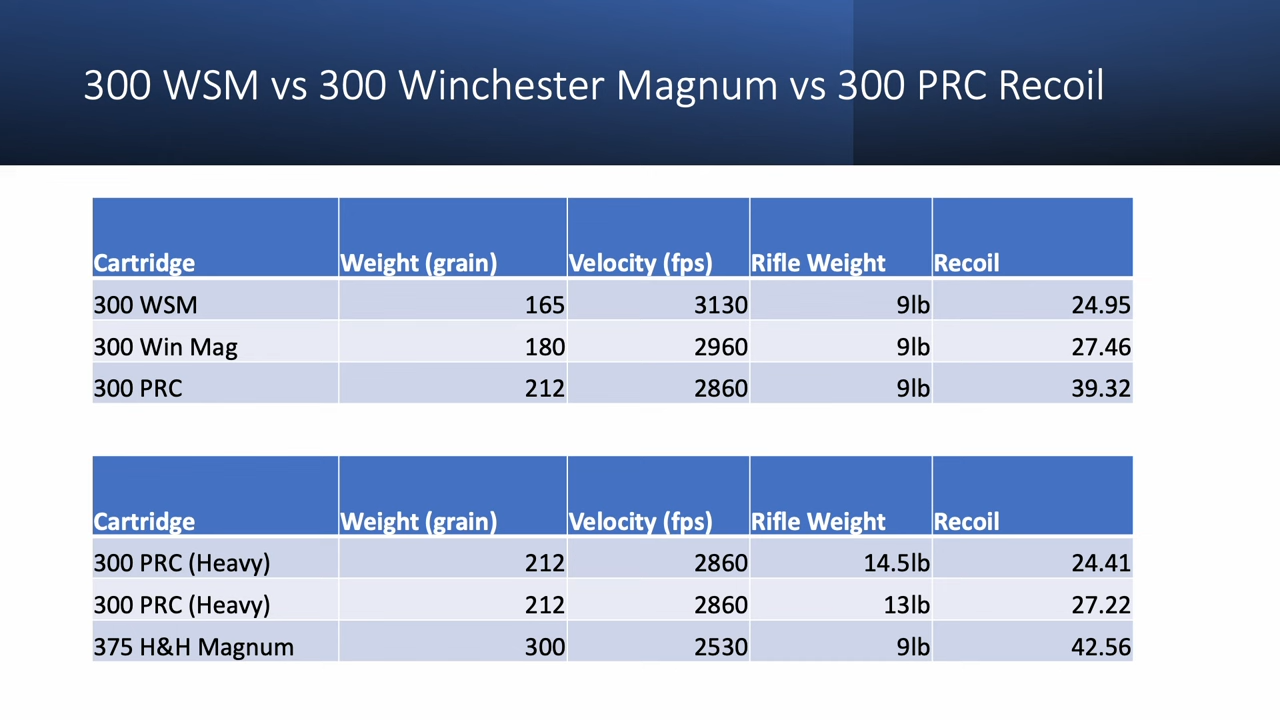 300 WSM vs 300 Winchester Magnum vs 300 PRC Recoil
Cartridge Weight (grain) Velocity (fps) Rifle Weight Recoil
300 WSM 165 3130 9lb 24.95
300 Win Mag 180 2960 9lb 27.46
300 PRC 212 2860 9lb 39.32
Cartridge Weight (grain) Velocity (fps) Rifle Weight Recoil
300 PRC (Heavy) 212 2860 14.5lb 24.41
300 PRC (Heavy) 212 2860 13lb 27.22
375 H&H Magnum 300 2530 9lb 42.56